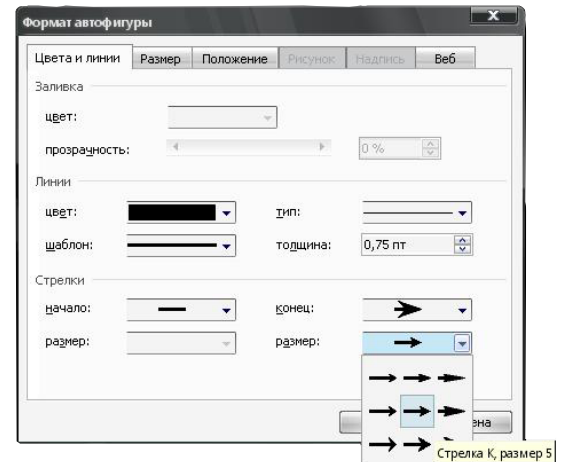 Формат автофигуры
X
Цвета и линии Размер Положение Рисунок Надпись Веб
Заливка
цвет:
прозрачность: 0 %
Линии
цвет: тип:
шаблон: толщина: 0,75 пт
Стрелки
начало: конец:
размер: размер:
на
Стрелка К, размер 5